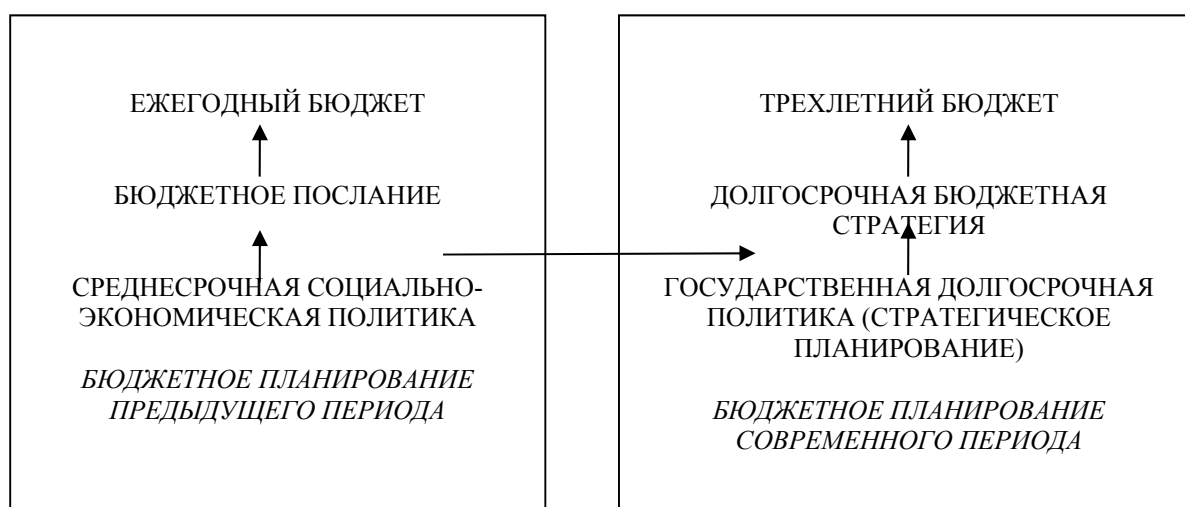 ЕЖЕГОДНЫЙ БЮДЖЕТ
БЮДЖЕТНОЕ ПОСЛАНИЕ
СРЕДНЕСРОЧНАЯ СОЦИАЛЬНО-
ЭКОНОМИЧЕСКАЯ ПОЛИТИКА
БЮДЖЕТНОЕ ПЛАНИРОВАНИЕ
ПРЕДЫДУЩЕГО ПЕРИОДА
ТРЕХЛЕТНИЙ БЮДЖЕТ
ДОЛГОСРОЧНАЯ БЮДЖЕТНАЯ
СТРАТЕГИЯ
ГОСУДАРСТВЕННАЯ ДОЛГОСРОЧНАЯ
ПОЛИТИКА (СТРАТЕГИЧЕСКОЕ
ПЛАНИРОВАНИЕ)
БЮДЖЕТНОЕ ПЛАНИРОВАНИЕ
СОВРЕМЕННОГО ПЕРИОДА